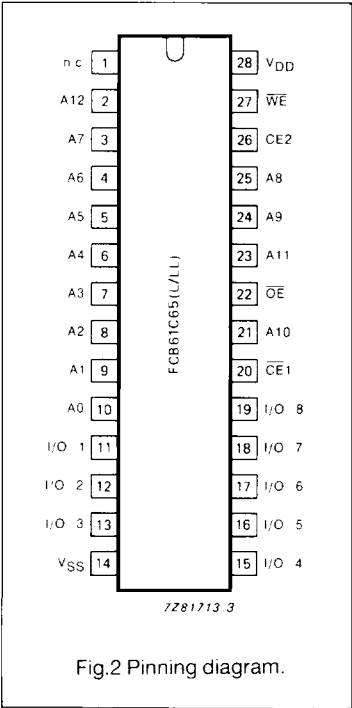 n c 1 28 VDD
A12 2 27 W̅E̅
A7 3 26 CE2
A6 4 25 A8
A5 5 24 A9
A4 6 23 A11
A3 7 22 O̅E̅
A2 8 21 A10
A1 9 20 C̅E̅1
A0 10 19 I/O 8
I/O 1 11 18 I/O 7
I/O 2 12 17 I/O 6
I/O 3 13 16 I/O 5
VSS 14 15 I/O 4
FCB61C65(L/LL)
7Z81713.3
Fig.2 Pinning diagram.